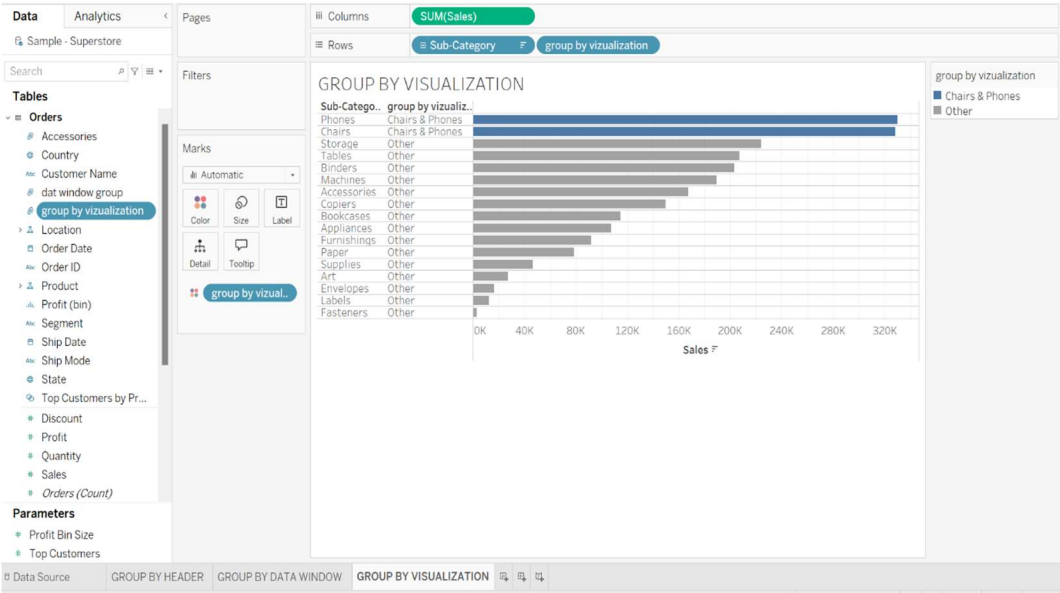 Data
Analytics
Sample - Superstore
Search
Tables
Orders
Accessories
Country
Abc Customer Name
dat window group
group by vizualization
Location
Order Date
Abc Order ID
Product
Profit (bin)
Abc Segment
Ship Date
Abc Ship Mode
State
Top Customers by Pr...
# Discount
# Profit
# Quantity
# Sales
# Orders (Count)
Parameters
# Profit Bin Size
# Top Customers
Pages
Filters
Marks
Automatic
Color Size Label
Detail Tooltip
group by vizual..
Columns SUM(Sales)
Rows Sub-Category group by vizualization
GROUP BY VISUALIZATION
Sub-Catego.. group by vizualiz..
Phones Chairs & Phones
Chairs Chairs & Phones
Storage Other
Tables Other
Binders Other
Machines Other
Accessories Other
Copiers Other
Bookcases Other
Appliances Other
Furnishings Other
Paper Other
Supplies Other
Art Other
Envelopes Other
Labels Other
Fasteners Other
0K 40K 80K 120K 160K 200K 240K 280K 320K
Sales
group by vizualization
Chairs & Phones
Other
Data Source GROUP BY HEADER GROUP BY DATA WINDOW GROUP BY VISUALIZATION